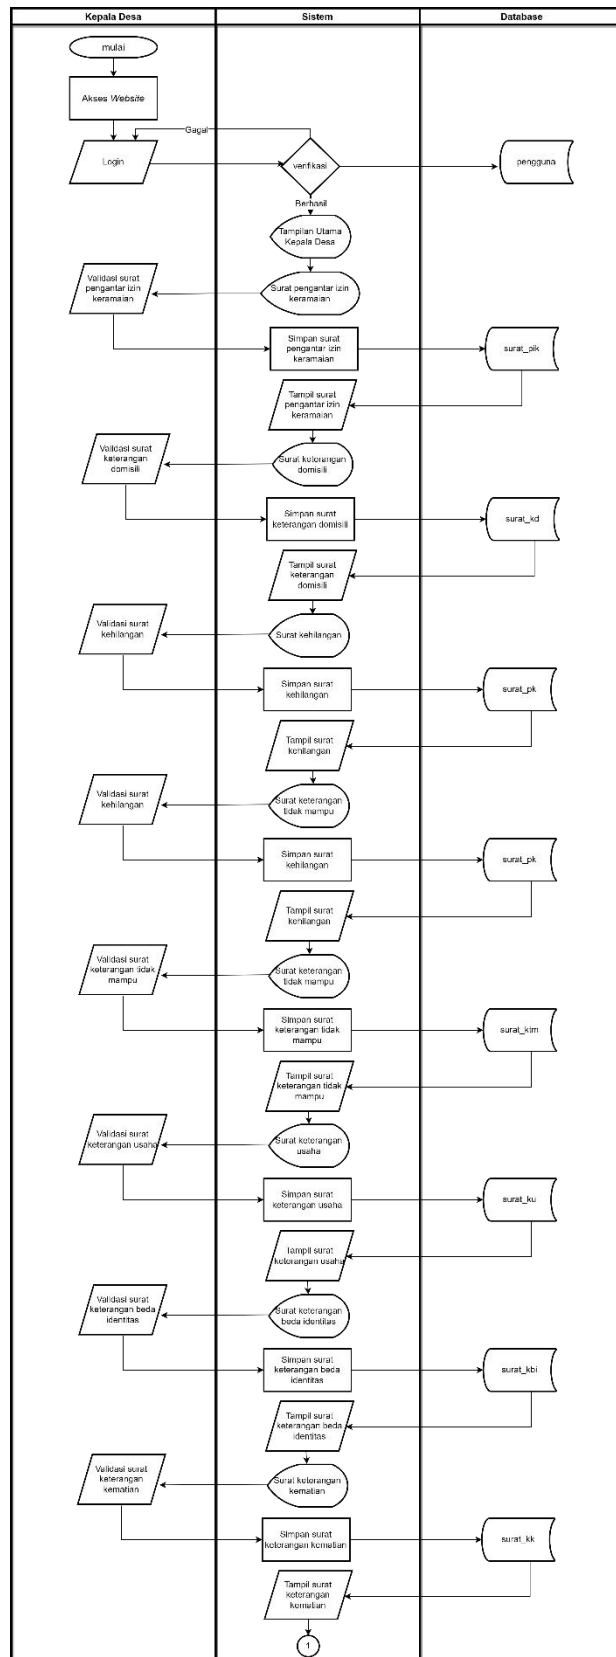 Kepala Desa
Sistem
Database
mulai
Akses Website
Gagal
Login
verifikasi
pengguna
Berhasil
Tampilan Utama
Kepala Desa
Validasi surat
pengantar izin
keramaian
Surat pengantar izin
keramaian
Simpan surat
pengantar izin
keramaian
surat_pik
Tampil surat
pengantar izin
keramaian
Validasi surat
keterangan
domisili
Surat keterangan
domisili
Simpan surat
keterangan domisili
surat_kd
Tampil surat
keterangan
domisili
Validasi surat
kehilangan
Surat kehilangan
Simpan surat
kehilangan
surat_pk
Tampil surat
kehilangan
Validasi surat
kehilangan
Surat keterangan
tidak mampu
Simpan surat
kehilangan
surat_pk
Tampil surat
kehilangan
Validasi surat
keterangan tidak
mampu
Surat keterangan
tidak mampu
Simpan surat
keterangan tidak
mampu
surat_ktm
Tampil surat
keterangan tidak
mampu
Validasi surat
keterangan usaha
Surat keterangan
usaha
Simpan surat
keterangan usaha
surat_ku
Tampil surat
keterangan usaha
Validasi surat
keterangan beda
identitas
Surat keterangan
beda identitas
Simpan surat
keterangan beda
identitas
surat_kbi
Tampil surat
keterangan beda
identitas
Validasi surat
keterangan
kematian
Surat keterangan
kematian
Simpan surat
keterangan kematian
surat_kk
Tampil surat
keterangan
kematian
1